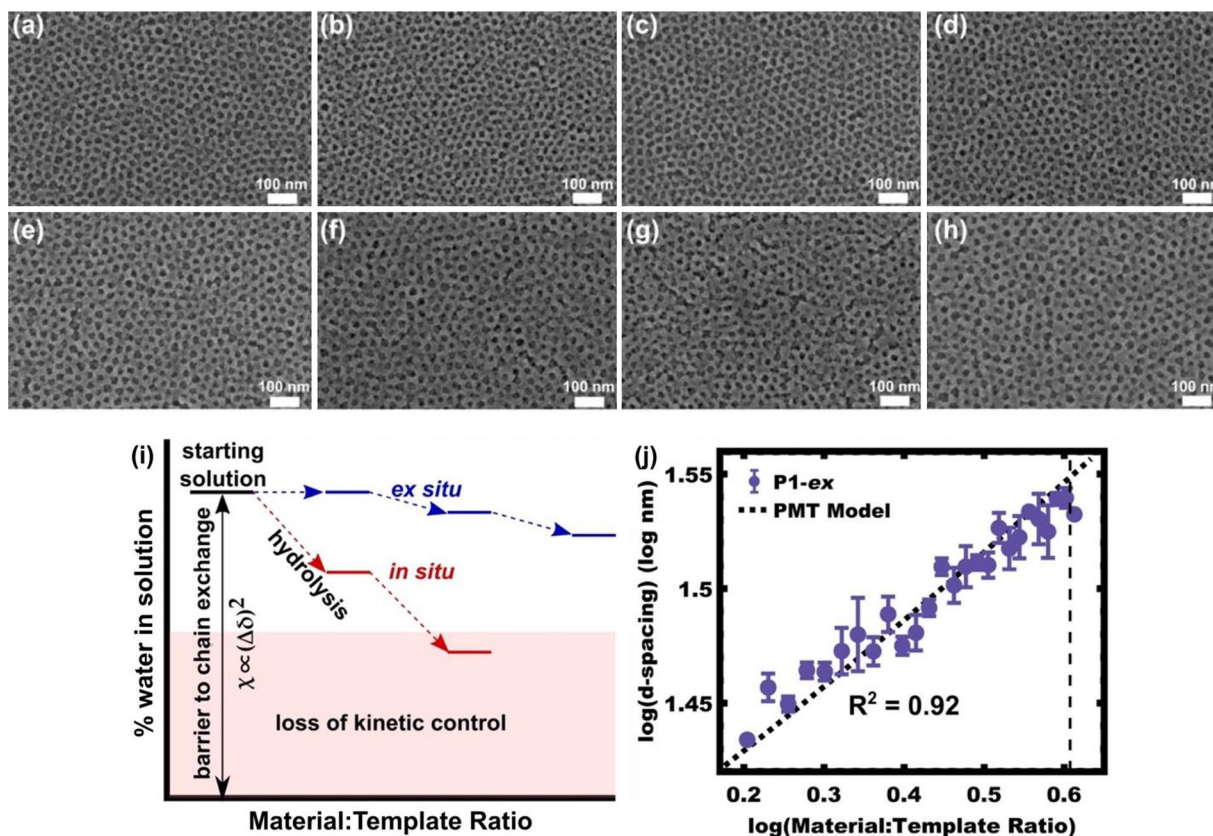 (a)
(b)
(c)
(d)
100 nm
100 nm
100 nm
100 nm
(e)
(f)
(g)
(h)
100 nm
100 nm
100 nm
100 nm
(i)
starting
solution
ex situ
in situ
hydrolysis
barrier to chain exchange
χ ∝(Δδ)²
loss of kinetic control
% water in solution
Material:Template Ratio
(j)
P1-ex
PMT Model
R² = 0.92
log(d-spacing) (log nm)
1.55
1.5
1.45
0.2 0.3 0.4 0.5 0.6
log(Material:Template Ratio)